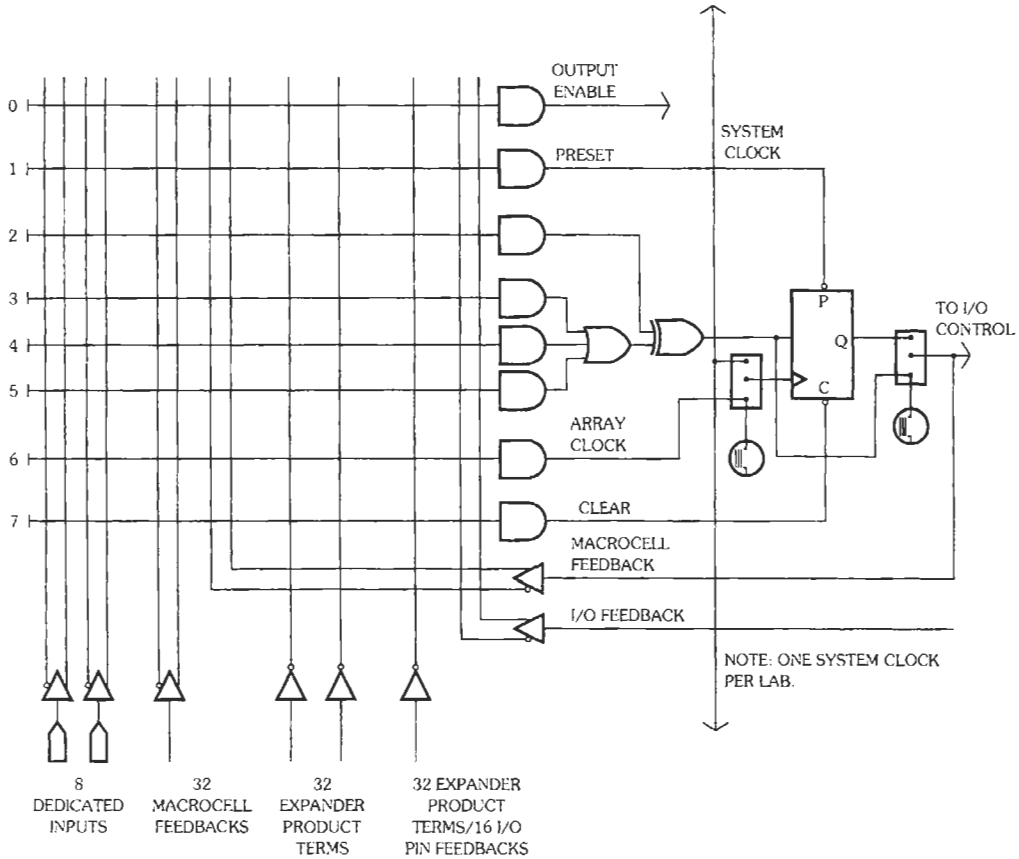 OUTPUT
ENABLE
0
SYSTEM
CLOCK
PRESET
1
2
3
P
TO I/O
CONTROL
Q
4
C
5
ARRAY
CLOCK
6
CLEAR
7
MACROCELL
FEEDBACK
I/O FEEDBACK
NOTE: ONE SYSTEM CLOCK
PER LAB.
8
DEDICATED
INPUTS
32
MACROCELL
FEEDBACKS
32
EXPANDER
PRODUCT
TERMS
32 EXPANDER
PRODUCT
TERMS/16 I/O
PIN FEEDBACKS